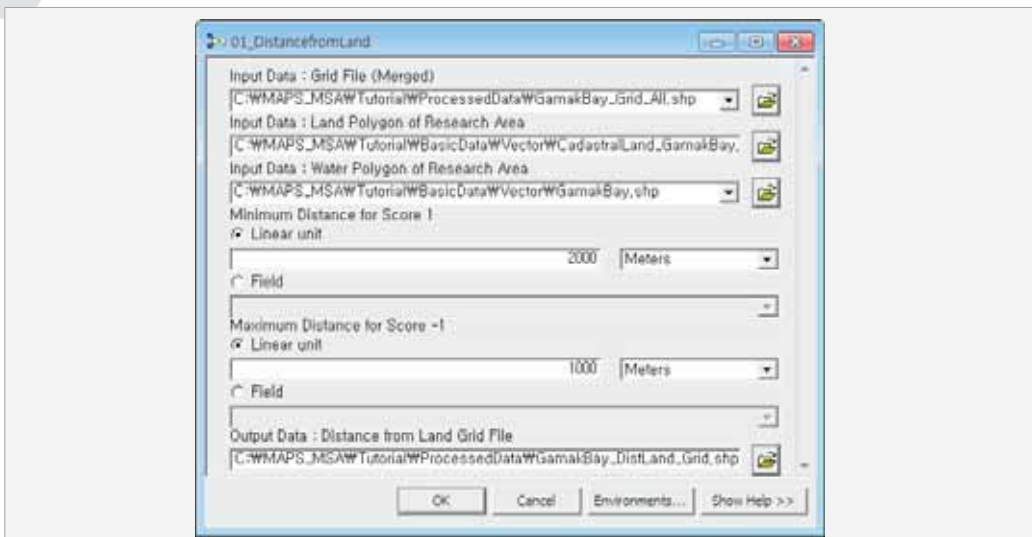 01_DistancefromLand
Input Data : Grid File (Merged)
C:₩MAPS_MSA₩Tutorial₩ProcessedData₩GamakBay_Grid_All.shp
Input Data : Land Polygon of Research Area
C:₩MAPS_MSA₩Tutorial₩BasicData₩Vector₩CadastralLand_GamakBay.
Input Data : Water Polygon of Research Area
C:₩MAPS_MSA₩Tutorial₩BasicData₩Vector₩GamakBay.shp
Minimum Distance for Score 1
Linear unit
2000 Meters
Field
Maximum Distance for Score -1
Linear unit
1000 Meters
Field
Output Data : Distance from Land Grid File
C:₩MAPS_MSA₩Tutorial₩ProcessedData₩GamakBay_DistLand_Grid.shp
OK Cancel Environments... Show Help >>